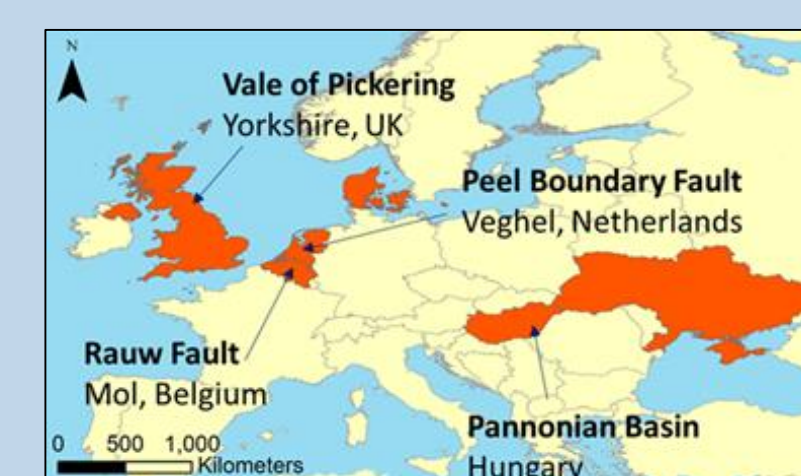 N
Vale of Pickering
Yorkshire, UK
Peel Boundary Fault
Veghel, Netherlands
Rauw Fault
Mol, Belgium
Pannonian Basin
Hungary
0 500 1,000
Kilometers